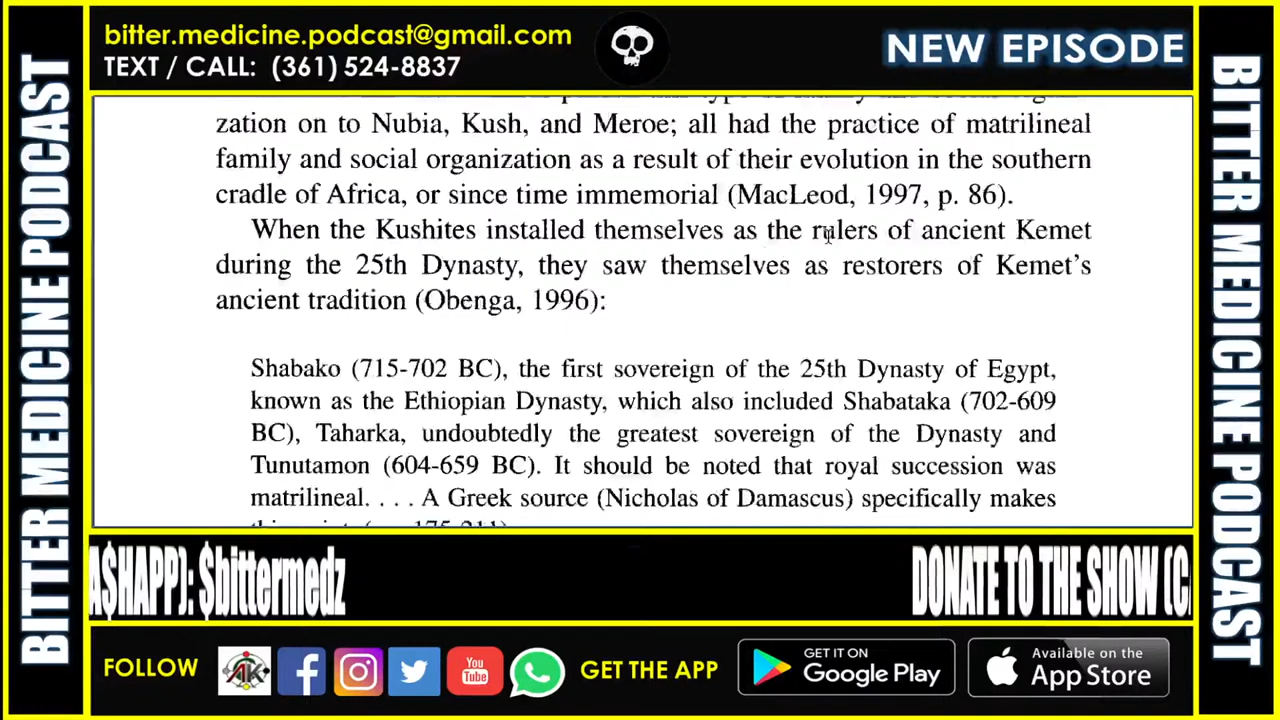 bitter.medicine.podcast@gmail.com
TEXT / CALL: (361) 524-8837
NEW EPISODE
BITTER MEDICINE PODCAST
zation on to Nubia, Kush, and Meroe; all had the practice of matrilineal
family and social organization as a result of their evolution in the southern
cradle of Africa, or since time immemorial (MacLeod, 1997, p. 86).
When the Kushites installed themselves as the rulers of ancient Kemet
during the 25th Dynasty, they saw themselves as restorers of Kemet's
ancient tradition (Obenga, 1996):
Shabako (715-702 BC), the first sovereign of the 25th Dynasty of Egypt,
known as the Ethiopian Dynasty, which also included Shabataka (702-609
BC), Taharka, undoubtedly the greatest sovereign of the Dynasty and
Tunutamon (604-659 BC). It should be noted that royal succession was
matrilineal. . . . A Greek source (Nicholas of Damascus) specifically makes
BITTER MEDICINE PODCAST
A$HAPP): $bittermedz
DONATE TO THE SHOW (C
FOLLOW
You
Tube
GET THE APP
GET IT ON
Google Play
Available on the
App Store